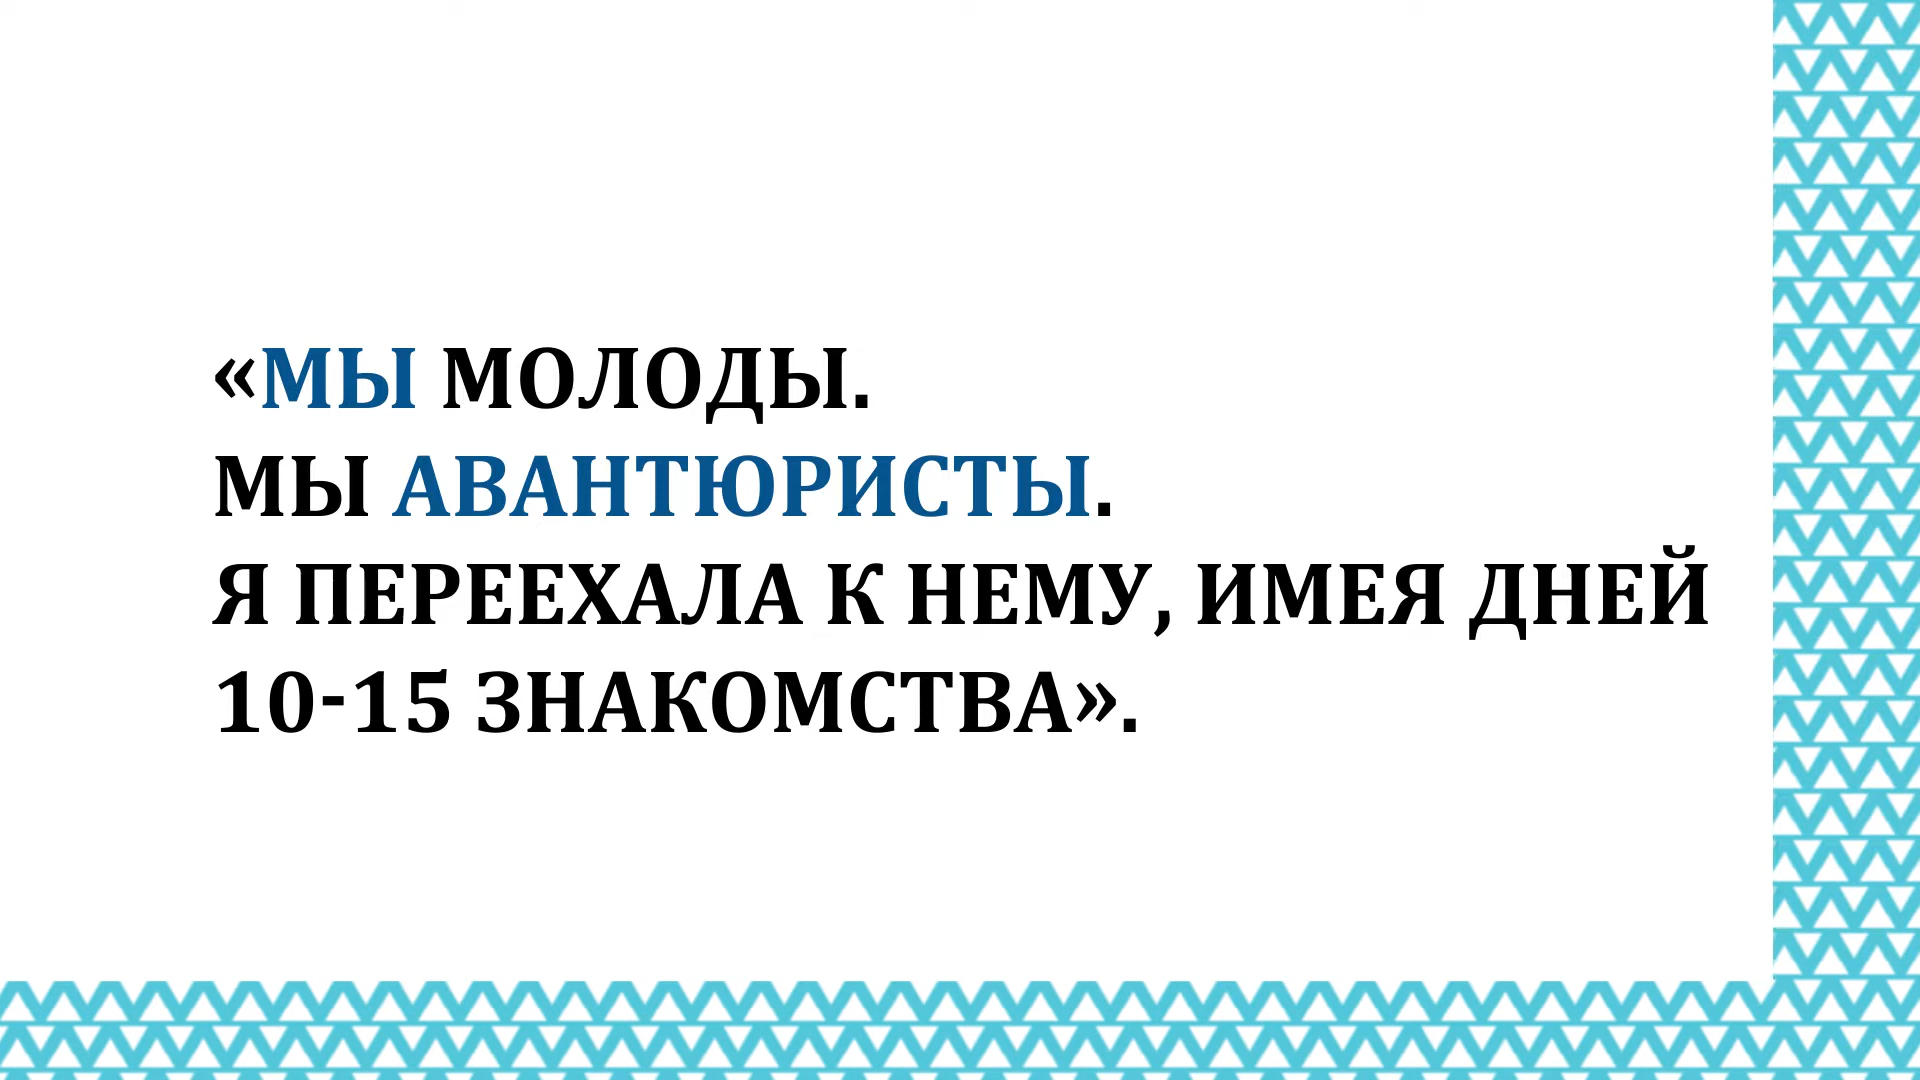 «МЫ МОЛОДЫ.
МЫ АВАНТЮРИСТЫ.
Я ПЕРЕЕХАЛА К НЕМУ, ИМЕЯ ДНЕЙ
10-15 ЗНАКОМСТВА».